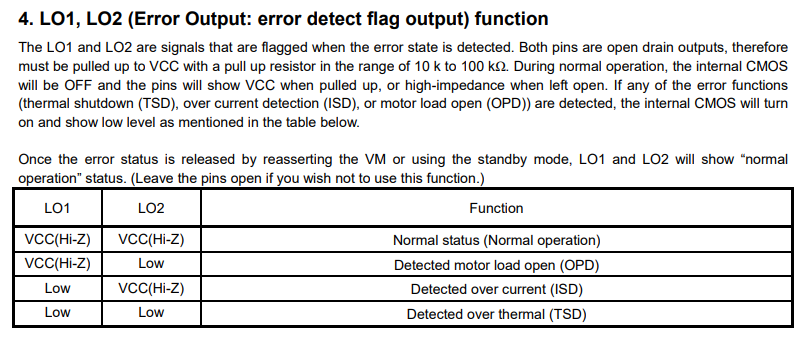 4. LO1, LO2 (Error Output: error detect flag output) function
The LO1 and LO2 are signals that are flagged when the error state is detected. Both pins are open drain outputs, therefore
must be pulled up to VCC with a pull up resistor in the range of 10 k to 100 kΩ. During normal operation, the internal CMOS
will be OFF and the pins will show VCC when pulled up, or high-impedance when left open. If any of the error functions
(thermal shutdown (TSD), over current detection (ISD), or motor load open (OPD)) are detected, the internal CMOS will turn
on and show low level as mentioned in the table below.
Once the error status is released by reasserting the VM or using the standby mode, LO1 and LO2 will show “normal
operation” status. (Leave the pins open if you wish not to use this function.)
LO1 LO2 Function
VCC(Hi-Z) VCC(Hi-Z) Normal status (Normal operation)
VCC(Hi-Z) Low Detected motor load open (OPD)
Low VCC(Hi-Z) Detected over current (ISD)
Low Low Detected over thermal (TSD)